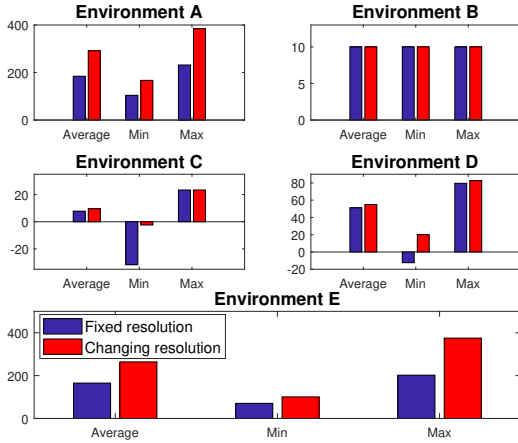 Environment A
400
200
0
Average Min Max
Environment B
10
5
0
Average Min Max
Environment C
20
0
-20
Average Min Max
Environment D
80
60
40
20
0
-20
Average Min Max
Environment E
400
200
0
Fixed resolution
Changing resolution
Average Min Max